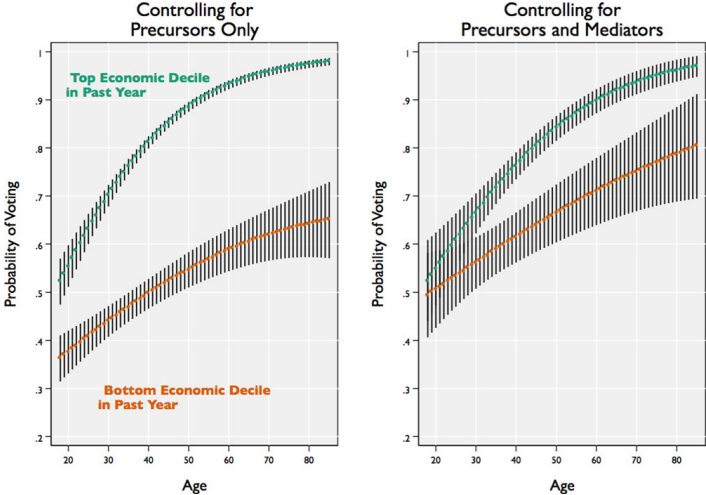 Controlling for
Precursors Only
Controlling for
Precursors and Mediators
Probability of Voting
1
.9
.8
.7
.6
.5
.4
.3
.2
Top Economic Decile
in Past Year
Bottom Economic Decile
in Past Year
20 30 40 50 60 70 80
Age
Probability of Voting
1
.9
.8
.7
.6
.5
.4
.3
.2
20 30 40 50 60 70 80
Age